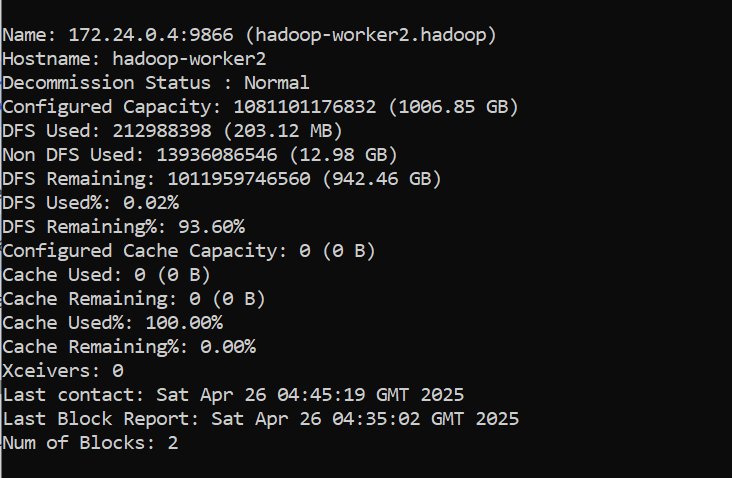 Name: 172.24.0.4:9866 (hadoop-worker2.hadoop)
Hostname: hadoop-worker2
Decommission Status : Normal
Configured Capacity: 1081101176832 (1006.85 GB)
DFS Used: 212988398 (203.12 MB)
Non DFS Used: 13936086546 (12.98 GB)
DFS Remaining: 1011959746560 (942.46 GB)
DFS Used%: 0.02%
DFS Remaining%: 93.60%
Configured Cache Capacity: 0 (0 B)
Cache Used: 0 (0 B)
Cache Remaining: 0 (0 B)
Cache Used%: 100.00%
Cache Remaining%: 0.00%
Xceivers: 0
Last contact: Sat Apr 26 04:45:19 GMT 2025
Last Block Report: Sat Apr 26 04:35:02 GMT 2025
Num of Blocks: 2